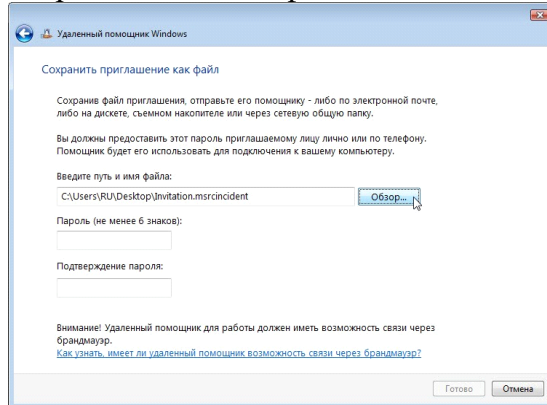 Удаленный помощник Windows
Сохранить приглашение как файл
Сохранив файл приглашения, отправьте его помощнику - либо по электронной почте,
либо на дискете, съемном накопителе или через сетевую общую папку.
Вы должны предоставить этот пароль приглашаемому лицу лично или по телефону.
Помощник будет его использовать для подключения к вашему компьютеру.
Введите путь и имя файла:
C:\Users\RU\Desktop\Invitation.msrcincident
Обзор...
Пароль (не менее 6 знаков):
Подтверждение пароля:
Внимание! Удаленный помощник для работы должен иметь возможность связи через
брандмауэр.
Как узнать, имеет ли удаленный помощник возможность связи через брандмауэр?
Готово Отмена